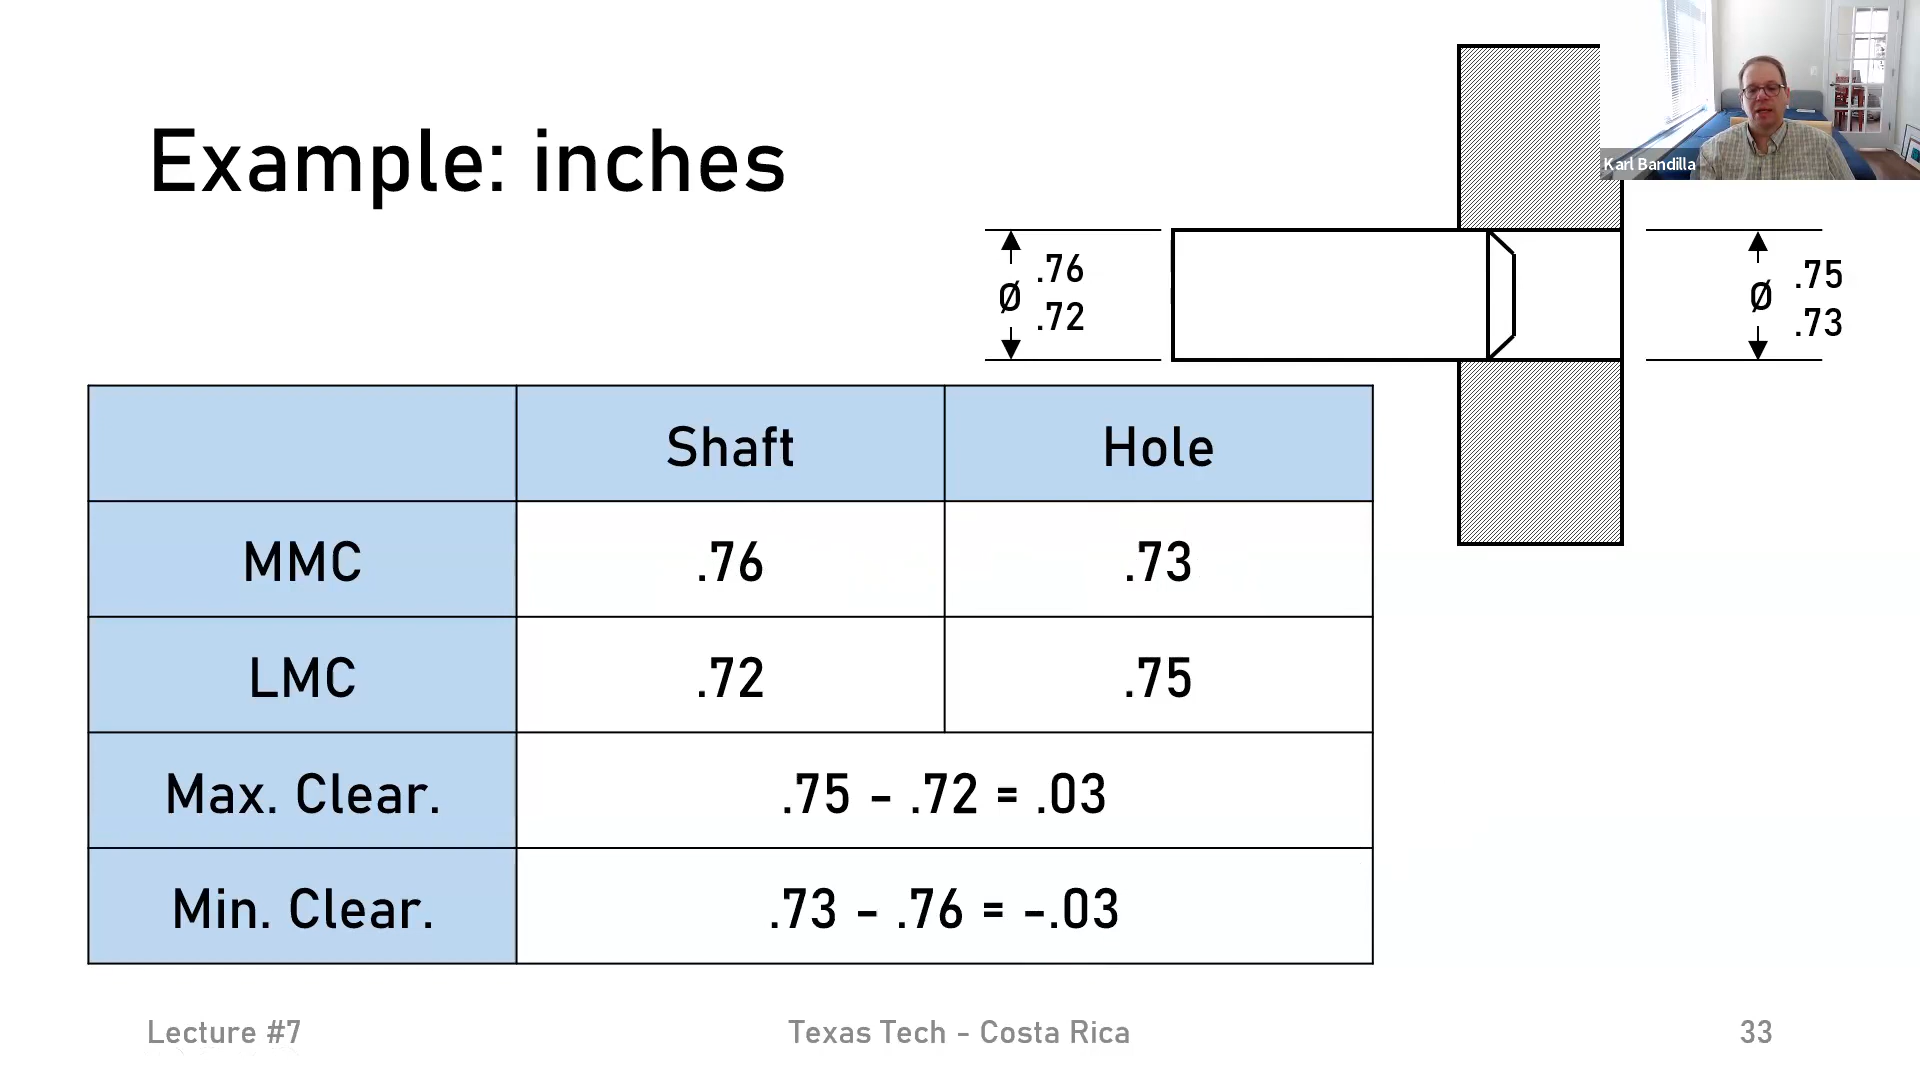 Example: inches
Karl Bandilla
Ø .76
.72
Ø .75
.73
Shaft Hole
MMC .76 .73
LMC .72 .75
Max. Clear. .75 - .72 = .03
Min. Clear. .73 - .76 = -.03
Lecture #7 Texas Tech - Costa Rica 33